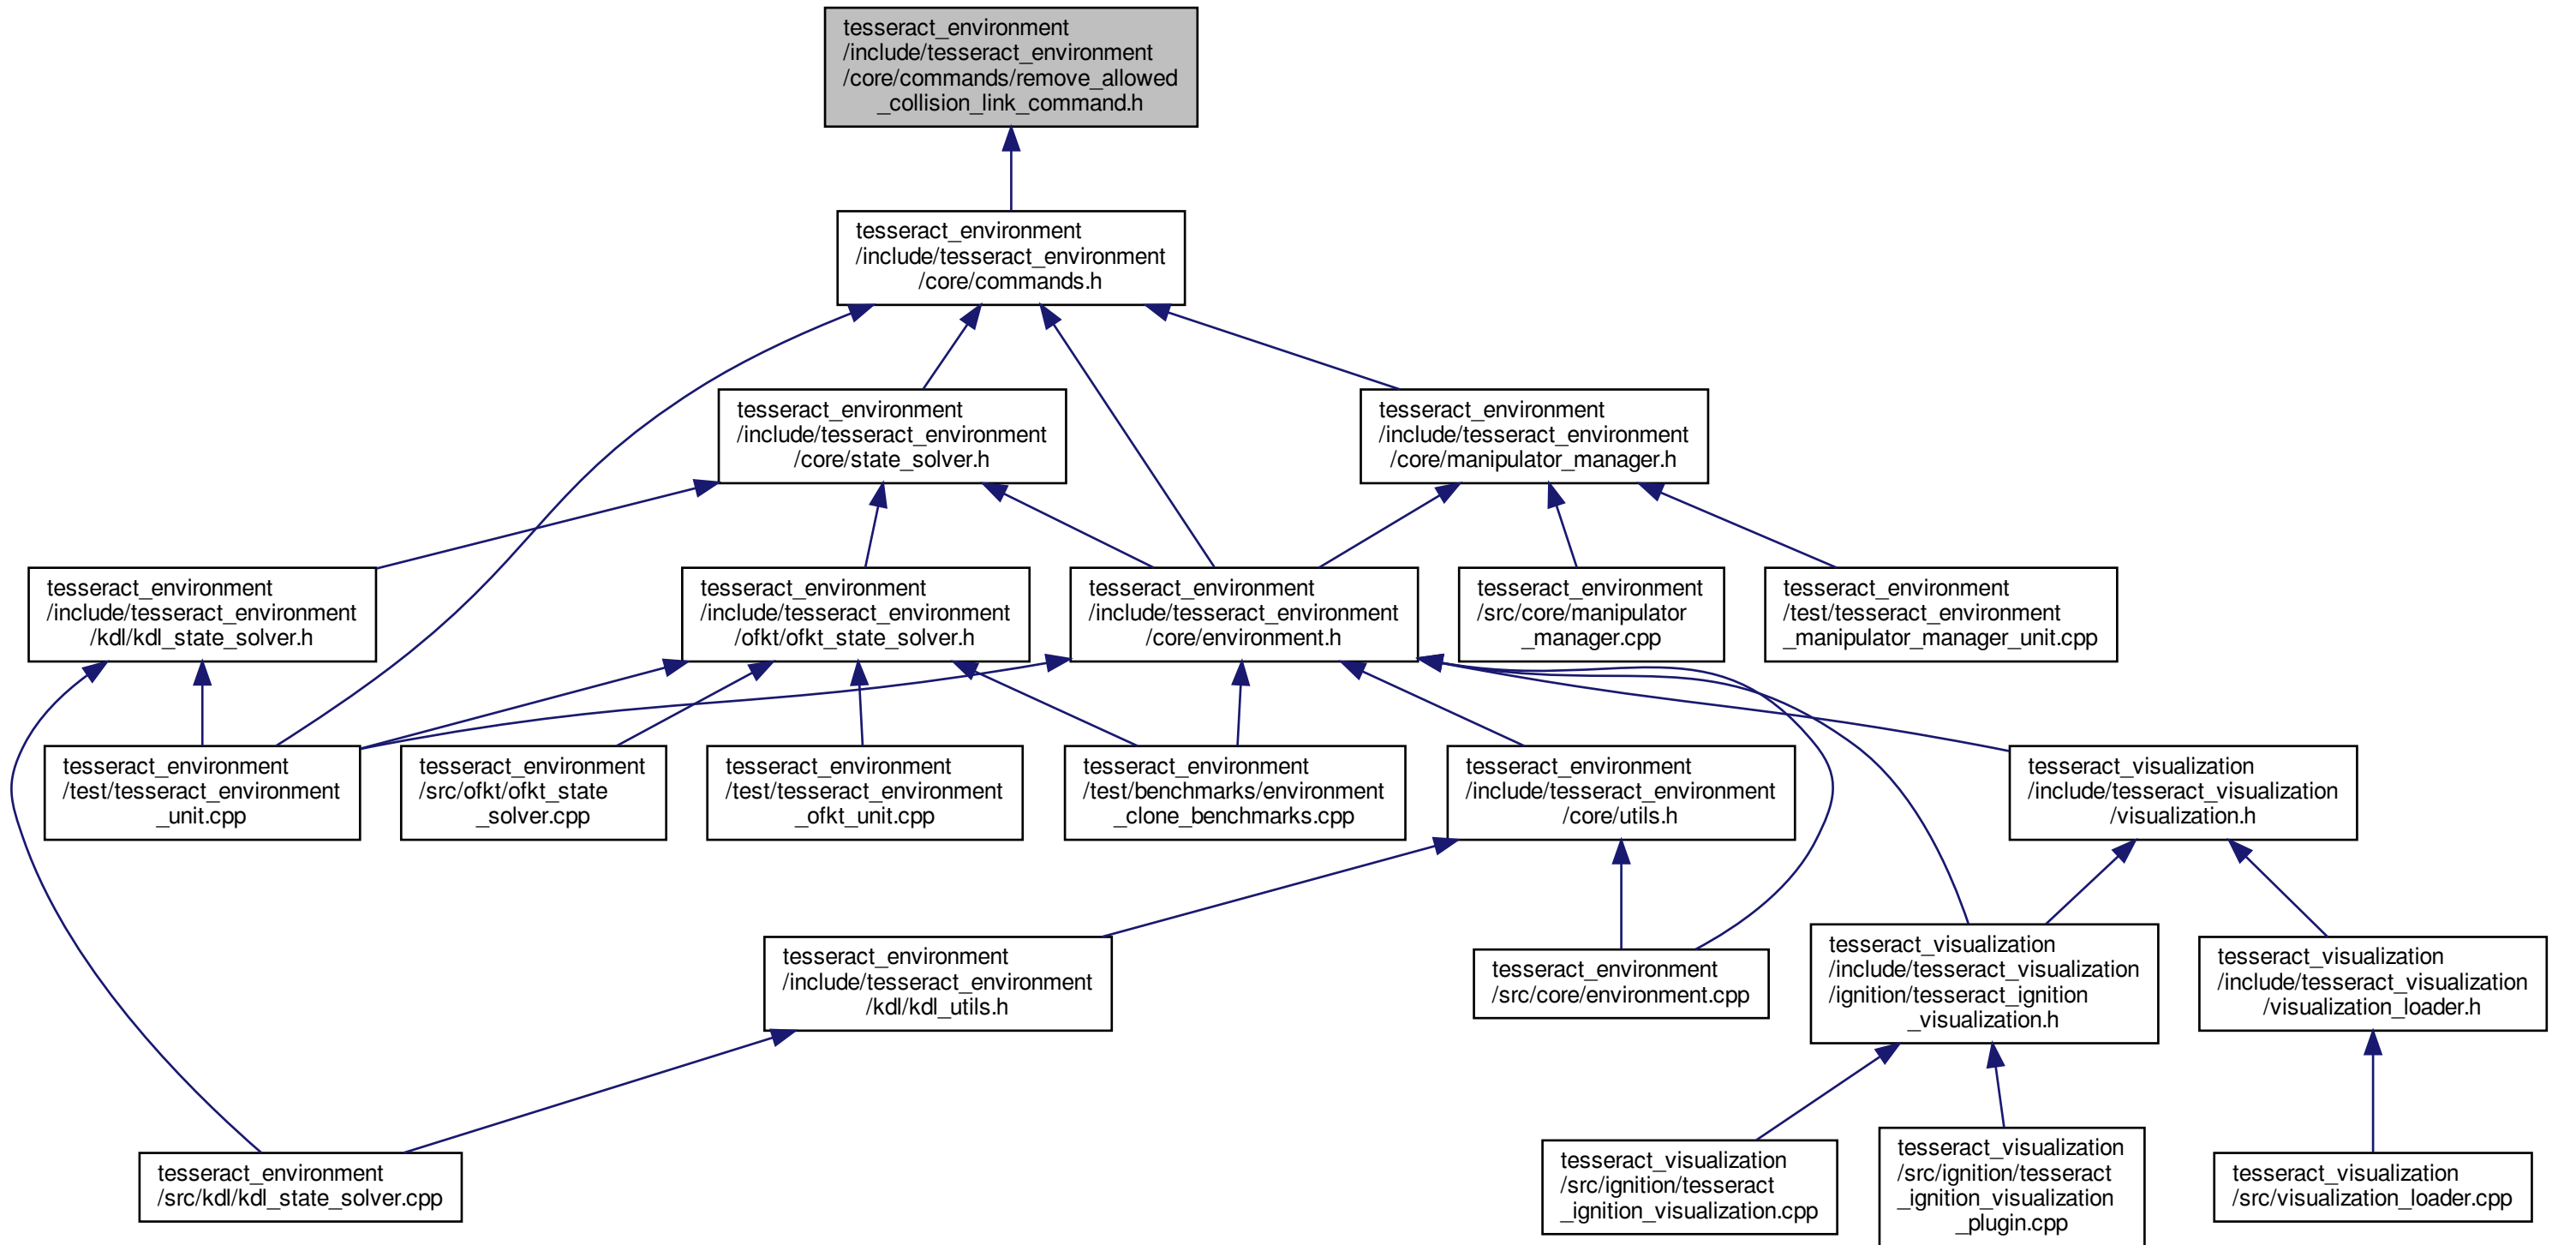 tesseract_environment
/include/tesseract_environment
/core/commands/remove_allowed
_collision_link_command.h
tesseract_environment
/include/tesseract_environment
/core/commands.h
tesseract_environment
/include/tesseract_environment
/core/state_solver.h
tesseract_environment
/include/tesseract_environment
/core/manipulator_manager.h
tesseract_environment
/include/tesseract_environment
/kdl/kdl_state_solver.h
tesseract_environment
/include/tesseract_environment
/ofkt/ofkt_state_solver.h
tesseract_environment
/include/tesseract_environment
/core/environment.h
tesseract_environment
/src/core/manipulator
_manager.cpp
tesseract_environment
/test/tesseract_environment
_manipulator_manager_unit.cpp
tesseract_environment
/test/tesseract_environment
_unit.cpp
tesseract_environment
/src/ofkt/ofkt_state
_solver.cpp
tesseract_environment
/test/tesseract_environment
_ofkt_unit.cpp
tesseract_environment
/test/benchmarks/environment
_clone_benchmarks.cpp
tesseract_environment
/include/tesseract_environment
/core/utils.h
tesseract_visualization
/include/tesseract_visualization
/visualization.h
tesseract_environment
/include/tesseract_environment
/kdl/kdl_utils.h
tesseract_environment
/src/core/environment.cpp
tesseract_visualization
/include/tesseract_visualization
/ignition/tesseract_ignition
_visualization.h
tesseract_visualization
/include/tesseract_visualization
/visualization_loader.h
tesseract_environment
/src/kdl/kdl_state_solver.cpp
tesseract_visualization
/src/ignition/tesseract
_ignition_visualization.cpp
tesseract_visualization
/src/ignition/tesseract
_ignition_visualization
_plugin.cpp
tesseract_visualization
/src/visualization_loader.cpp